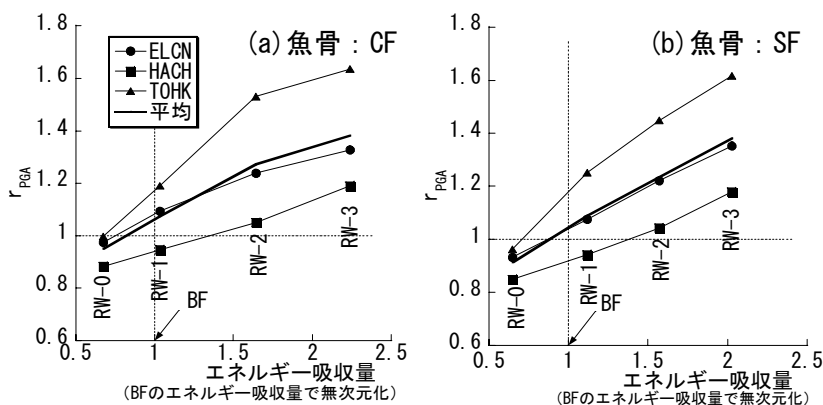 (a) 魚骨：CF
ELCN
HACH
TOHK
平均
1.8
1.6
1.4
1.2
1
0.8
0.6
r_PGA
RW-0
RW-1
RW-2
RW-3
BF
0.5
1
1.5
2
2.5
エネルギー吸収量
(BFのエネルギー吸収量で無次元化)
(b) 魚骨：SF
1.8
1.6
1.4
1.2
1
0.8
0.6
r_PGA
RW-0
RW-1
RW-2
RW-3
BF
0.5
1
1.5
2
2.5
エネルギー吸収量
(BFのエネルギー吸収量で無次元化)